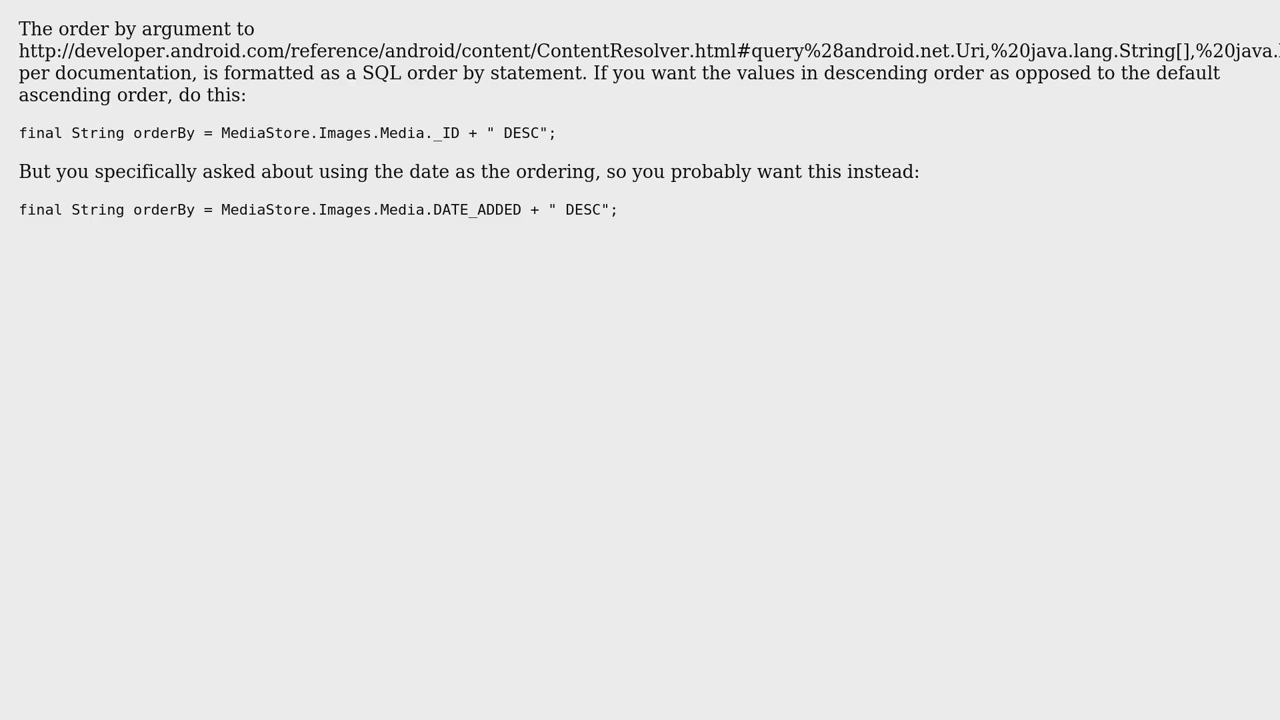 The order by argument to
http://developer.android.com/reference/android/content/ContentResolver.html#query%28android.net.Uri,%20java.lang.String[],%20java.
per documentation, is formatted as a SQL order by statement. If you want the values in descending order as opposed to the default
ascending order, do this:
final String orderBy = MediaStore.Images.Media._ID + " DESC";
But you specifically asked about using the date as the ordering, so you probably want this instead:
final String orderBy = MediaStore.Images.Media.DATE_ADDED + " DESC";